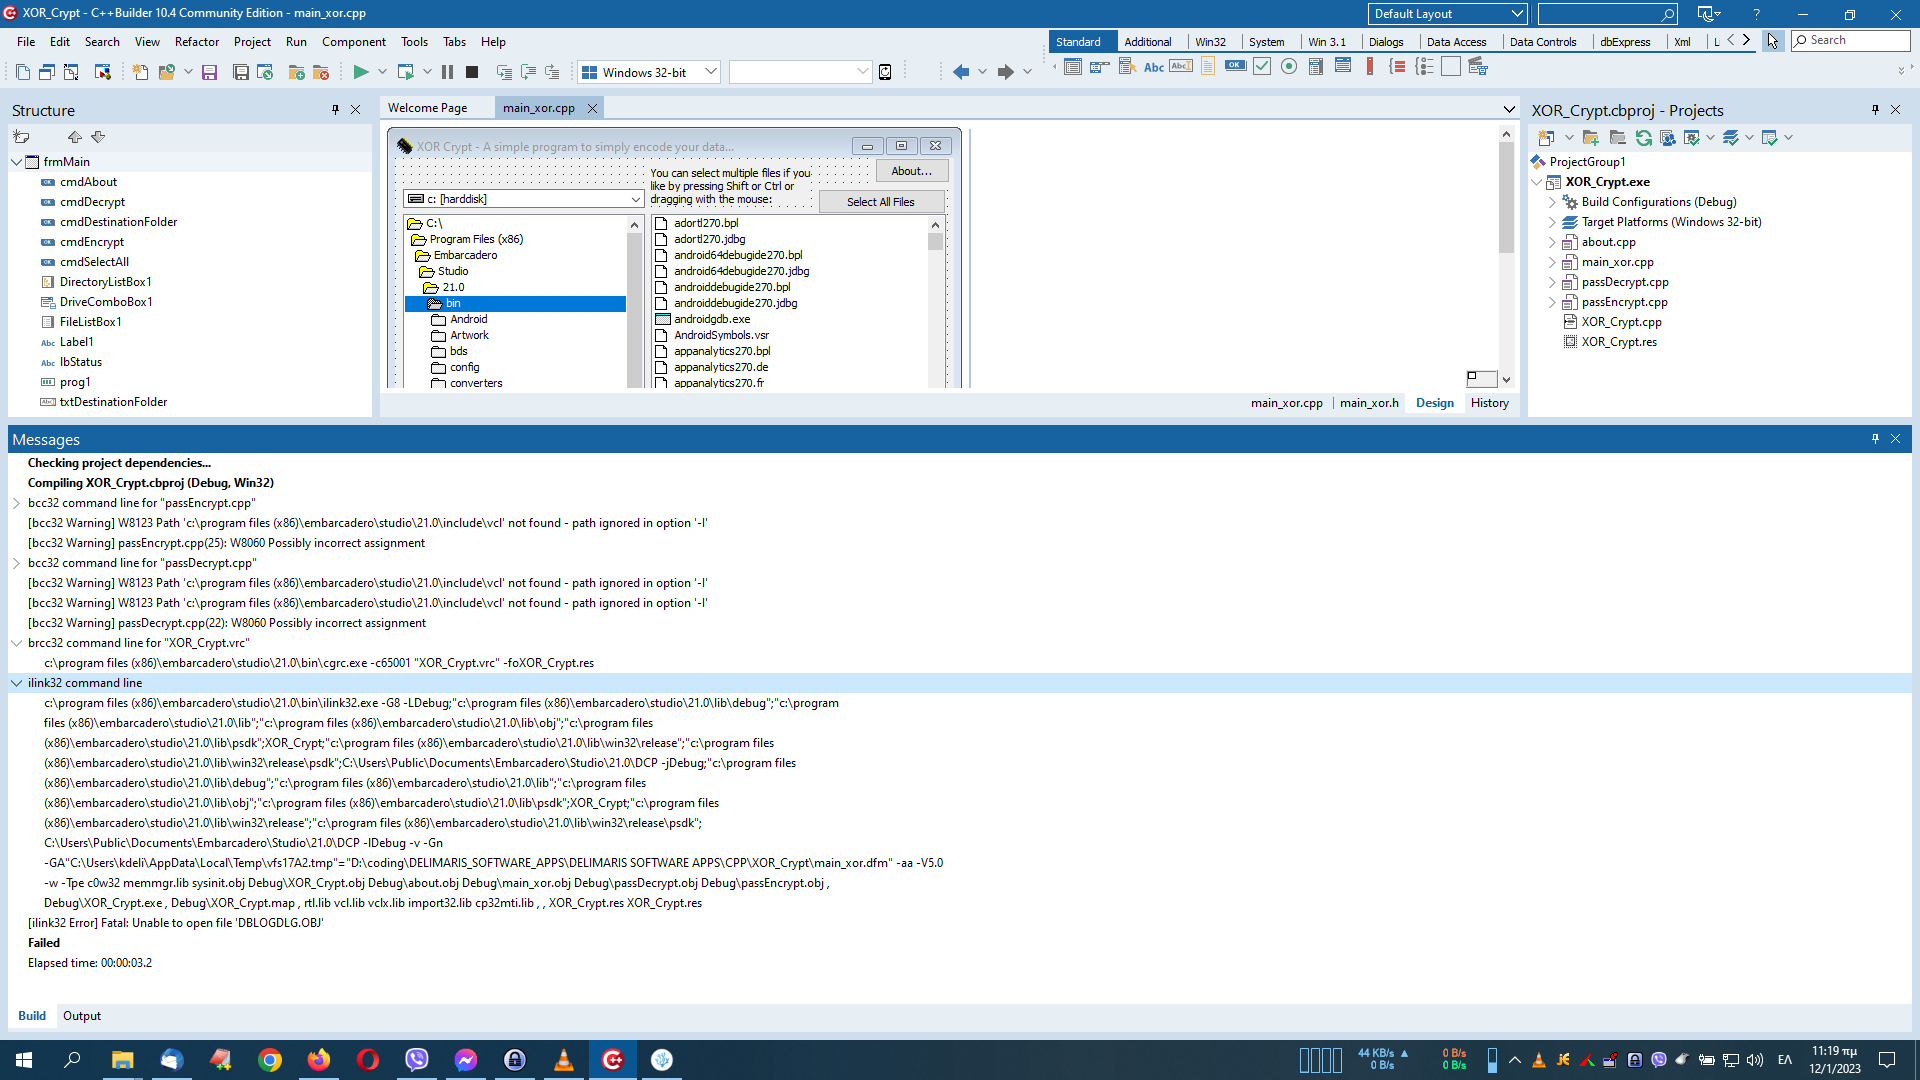 XOR_Crypt - C++Builder 10.4 Community Edition - main_xor.cpp
Default Layout
?
File Edit Search View Refactor Project Run Component Tools Tabs Help
Standard Additional Win32 System Win 3.1 Dialogs Data Access Data Controls dbExpress Xml
Search
Windows 32-bit
Abc
Structure
frmMain
cmdAbout
cmdDecrypt
cmdDestinationFolder
cmdEncrypt
cmdSelectAll
DirectoryListBox1
DriveComboBox1
FileListBox1
Abc Label1
Abc lbStatus
prog1
txtDestinationFolder
Welcome Page
main_xor.cpp
XOR Crypt - A simple program to simply encode your data...
You can select multiple files if you
like by pressing Shift or Ctrl or
dragging with the mouse:
About...
Select All Files
c: [harddisk]
C:\
Program Files (x86)
Embarcadero
Studio
21.0
bin
Android
Artwork
bds
config
converters
adortl270.bpl
adortl270.jdbg
android64debugide270.bpl
android64debugide270.jdbg
androiddebugide270.bpl
androiddebugide270.jdbg
androidgdb.exe
AndroidSymbols.vsr
appanalytics270.bpl
appanalytics270.de
appanalytics270.fr
main_xor.cpp main_xor.h Design History
XOR_Crypt.cbproj - Projects
ProjectGroup1
XOR_Crypt.exe
Build Configurations (Debug)
Target Platforms (Windows 32-bit)
about.cpp
main_xor.cpp
passDecrypt.cpp
passEncrypt.cpp
XOR_Crypt.cpp
XOR_Crypt.res
Messages
Checking project dependencies...
Compiling XOR_Crypt.cbproj (Debug, Win32)
bcc32 command line for "passEncrypt.cpp"
[bcc32 Warning] W8123 Path 'c:\program files (x86)\embarcadero\studio\21.0\include\vcl' not found - path ignored in option '-I'
[bcc32 Warning] passEncrypt.cpp(25): W8060 Possibly incorrect assignment
bcc32 command line for "passDecrypt.cpp"
[bcc32 Warning] W8123 Path 'c:\program files (x86)\embarcadero\studio\21.0\include\vcl' not found - path ignored in option '-I'
[bcc32 Warning] W8123 Path 'c:\program files (x86)\embarcadero\studio\21.0\include\vcl' not found - path ignored in option '-I'
[bcc32 Warning] passDecrypt.cpp(22): W8060 Possibly incorrect assignment
brcc32 command line for "XOR_Crypt.vrc"
c:\program files (x86)\embarcadero\studio\21.0\bin\cgrc.exe -c65001 "XOR_Crypt.vrc" -foXOR_Crypt.res
ilink32 command line
c:\program files (x86)\embarcadero\studio\21.0\bin\ilink32.exe -G8 -LDebug;"c:\program files (x86)\embarcadero\studio\21.0\lib\debug";"c:\program
files (x86)\embarcadero\studio\21.0\lib";"c:\program files (x86)\embarcadero\studio\21.0\lib\obj";"c:\program files
(x86)\embarcadero\studio\21.0\lib\psdk";XOR_Crypt;"c:\program files (x86)\embarcadero\studio\21.0\lib\win32\release";"c:\program files
(x86)\embarcadero\studio\21.0\lib\win32\release\psdk";C:\Users\Public\Documents\Embarcadero\Studio\21.0\DCP -jDebug;"c:\program files
(x86)\embarcadero\studio\21.0\lib\debug";"c:\program files (x86)\embarcadero\studio\21.0\lib";"c:\program files
(x86)\embarcadero\studio\21.0\lib\obj";"c:\program files (x86)\embarcadero\studio\21.0\lib\psdk";XOR_Crypt;"c:\program files
(x86)\embarcadero\studio\21.0\lib\win32\release";"c:\program files (x86)\embarcadero\studio\21.0\lib\win32\release\psdk";
C:\Users\Public\Documents\Embarcadero\Studio\21.0\DCP -IDebug -v -Gn
-GA"C:\Users\kdeli\AppData\Local\Temp\vfs17A2.tmp"="D:\coding\DELIMARIS_SOFTWARE_APPS\DELIMARIS SOFTWARE APPS\CPP\XOR_Crypt\main_xor.dfm" -aa -V5.0
-w -Tpe c0w32 memmgr.lib sysinit.obj Debug\XOR_Crypt.obj Debug\about.obj Debug\main_xor.obj Debug\passDecrypt.obj Debug\passEncrypt.obj ,
Debug\XOR_Crypt.exe , Debug\XOR_Crypt.map , rtl.lib vcl.lib vclx.lib import32.lib cp32mti.lib , , XOR_Crypt.res XOR_Crypt.res
[ilink32 Error] Fatal: Unable to open file 'DBLOGDLG.OBJ'
Failed
Elapsed time: 00:00:03.2
Build Output
44 KB/s
0 B/s
0 B/s
0 B/s
ΕΛ
11:19 πμ
12/1/2023